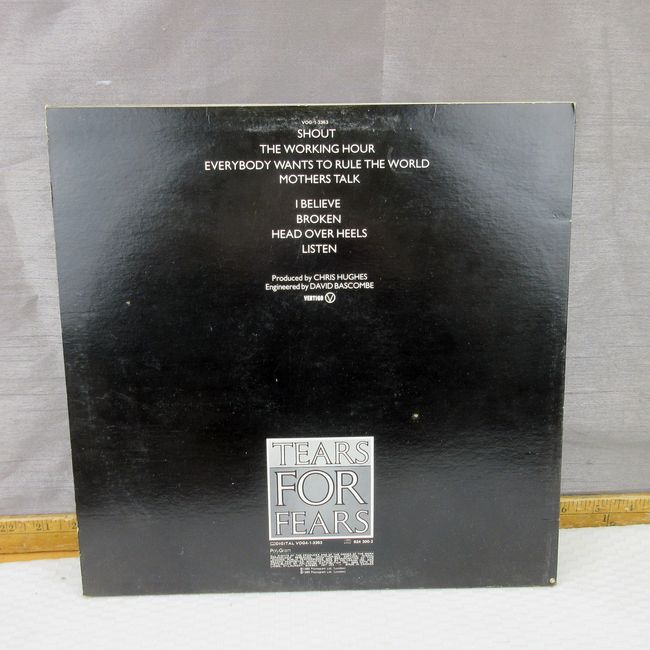 VOG-1-3363
SHOUT
THE WORKING HOUR
EVERYBODY WANTS TO RULE THE WORLD
MOTHERS TALK
I BELIEVE
BROKEN
HEAD OVER HEELS
LISTEN
Produced by CHRIS HUGHES
Engineered by DAVID BASCOMBE
VERTIGO V
TEARS
FOR
FEARS
DIGITAL VOG4-1-3363 824 300-2
PolyGram